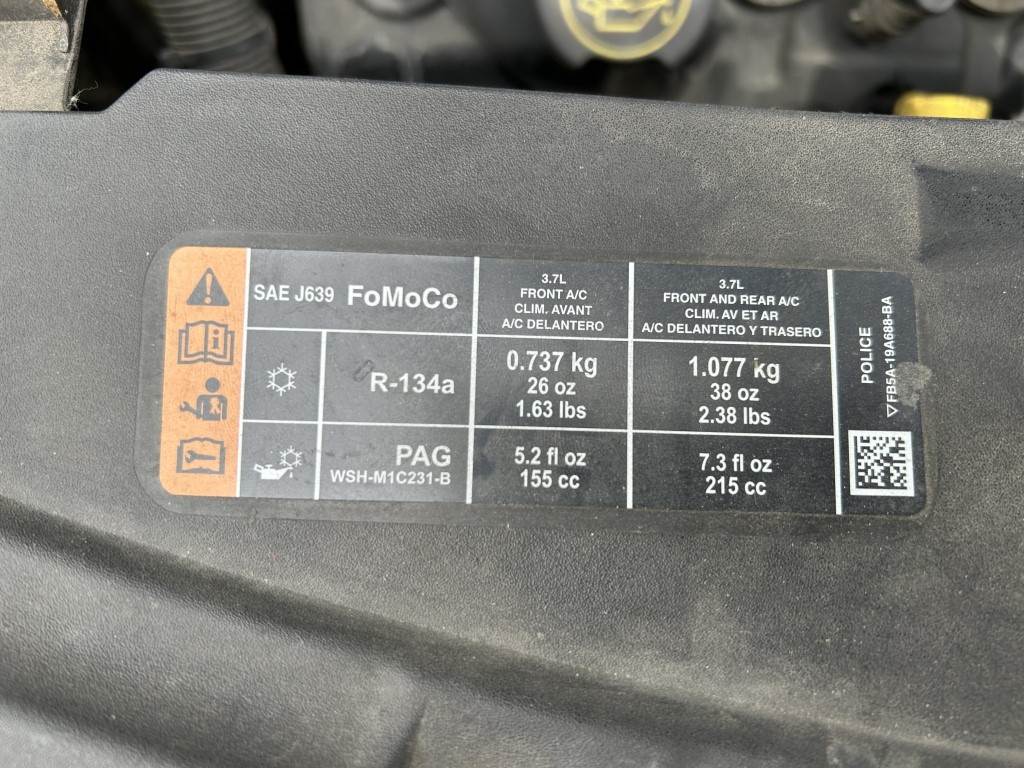 SAE J639 FoMoCo
3.7L
FRONT A/C
CLIM. AVANT
A/C DELANTERO
3.7L
FRONT AND REAR A/C
CLIM. AV ET AR
A/C DELANTERO Y TRASERO
R-134a
0.737 kg
26 oz
1.63 lbs
1.077 kg
38 oz
2.38 lbs
PAG
WSH-M1C231-B
5.2 fl oz
155 cc
7.3 fl oz
215 cc
POLICE
▽FB5A-19A688-BA